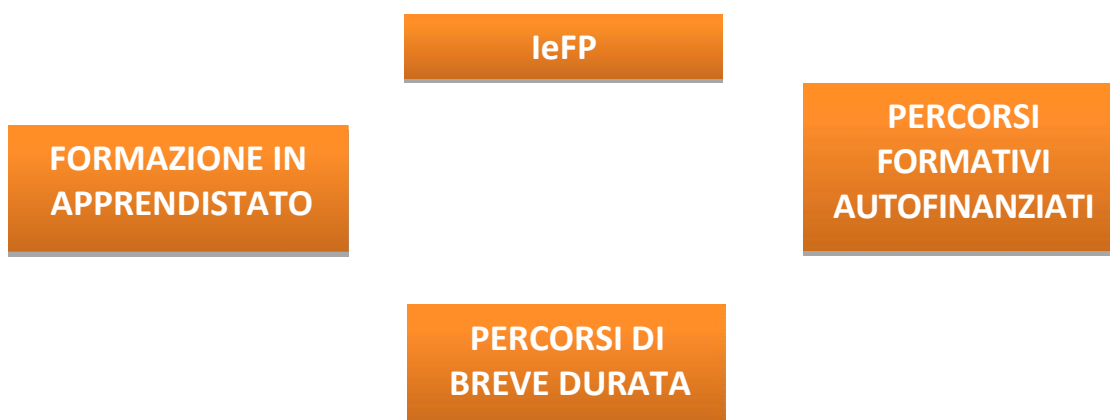 IeFP
FORMAZIONE IN
APPRENDISTATO
PERCORSI
FORMATIVI
AUTOFINANZIATI
PERCORSI DI
BREVE DURATA